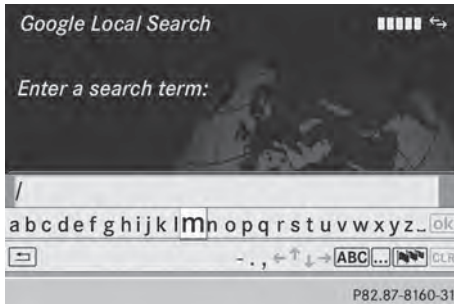 Google Local Search
Enter a search term:
/
a b c d e f g h i j k l m n o p q r s t u v w x y z _ ok
- . , ← ↑ ↓ → ABC ... CLR
P82.87-8160-31